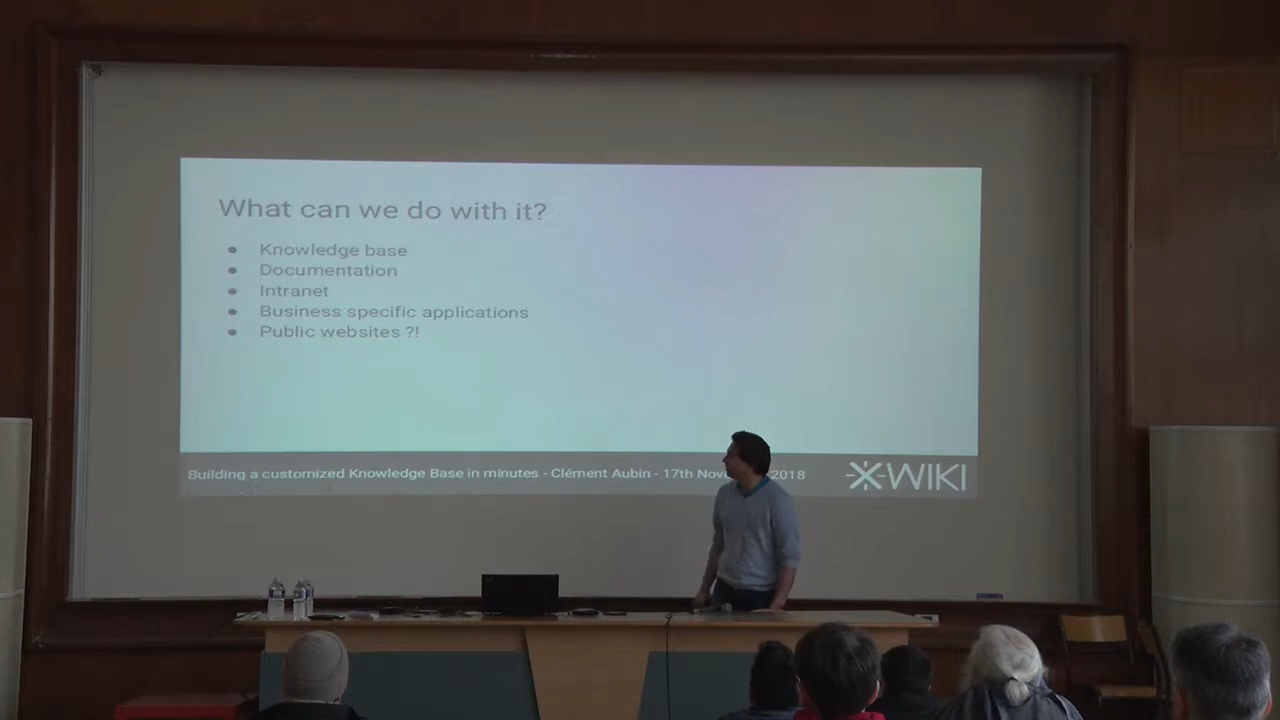 What can we do with it?
● Knowledge base
● Documentation
● Intranet
● Business specific applications
● Public websites ?!
Building a customized Knowledge Base in minutes - Clément Aubin - 17th Nov 2018
XWIKI